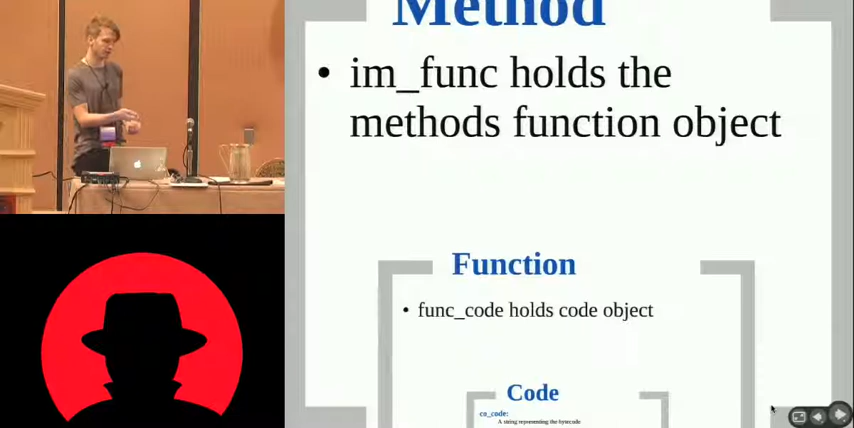 Method
• im_func holds the
methods function object
Function
• func_code holds code object
Code
co_code:
A string representing the bytecode